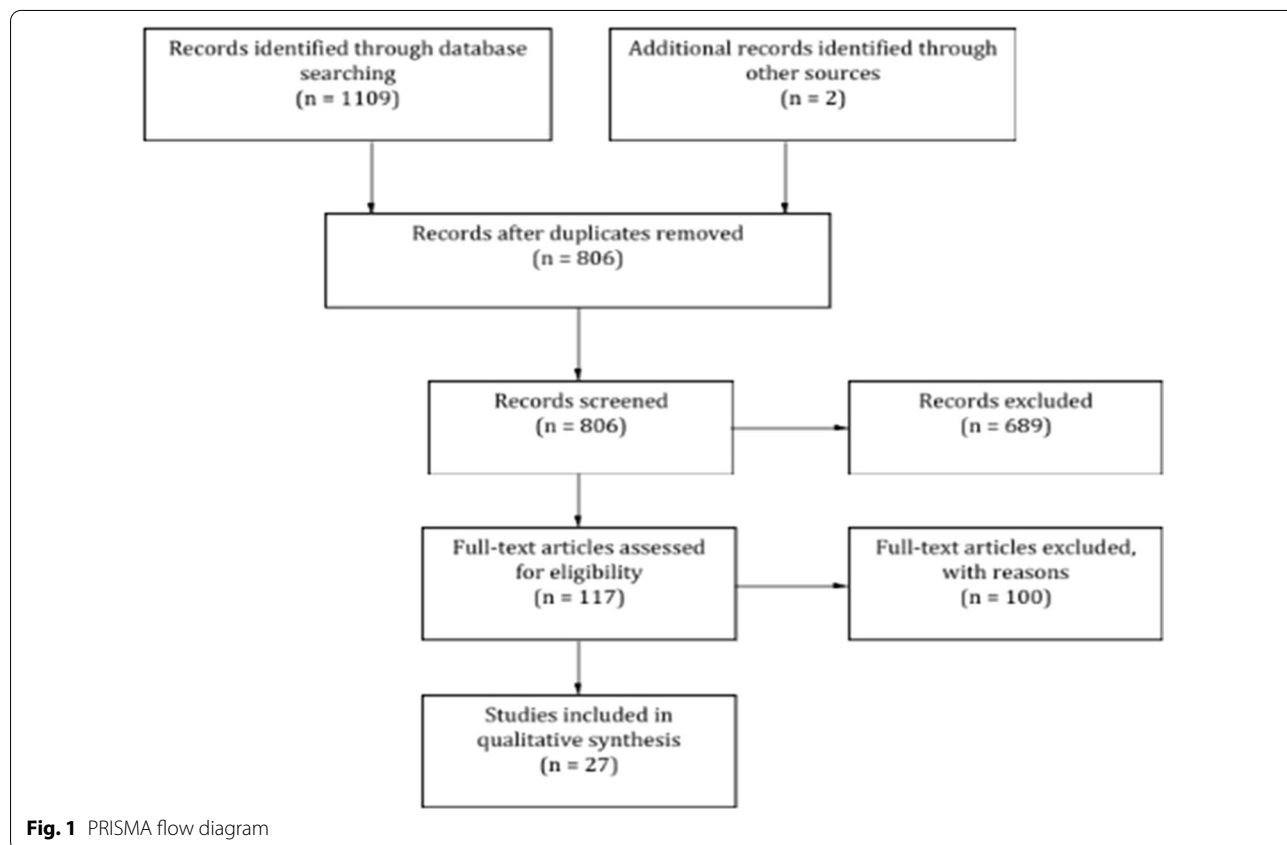 Records identified through database
searching
(n = 1109)
Additional records identified through
other sources
(n = 2)
Records after duplicates removed
(n = 806)
Records screened
(n = 806)
Records excluded
(n = 689)
Full-text articles assessed
for eligibility
(n = 117)
Full-text articles excluded,
with reasons
(n = 100)
Studies included in
qualitative synthesis
(n = 27)
Fig. 1 PRISMA flow diagram